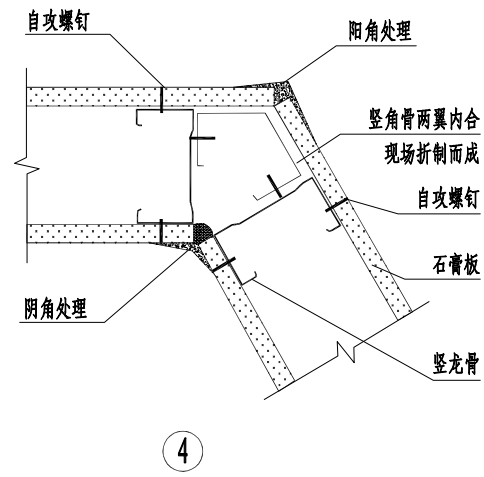 自攻螺钉
阳角处理
竖角骨两翼内合
现场折制而成
自攻螺钉
石膏板
阴角处理
竖龙骨
4